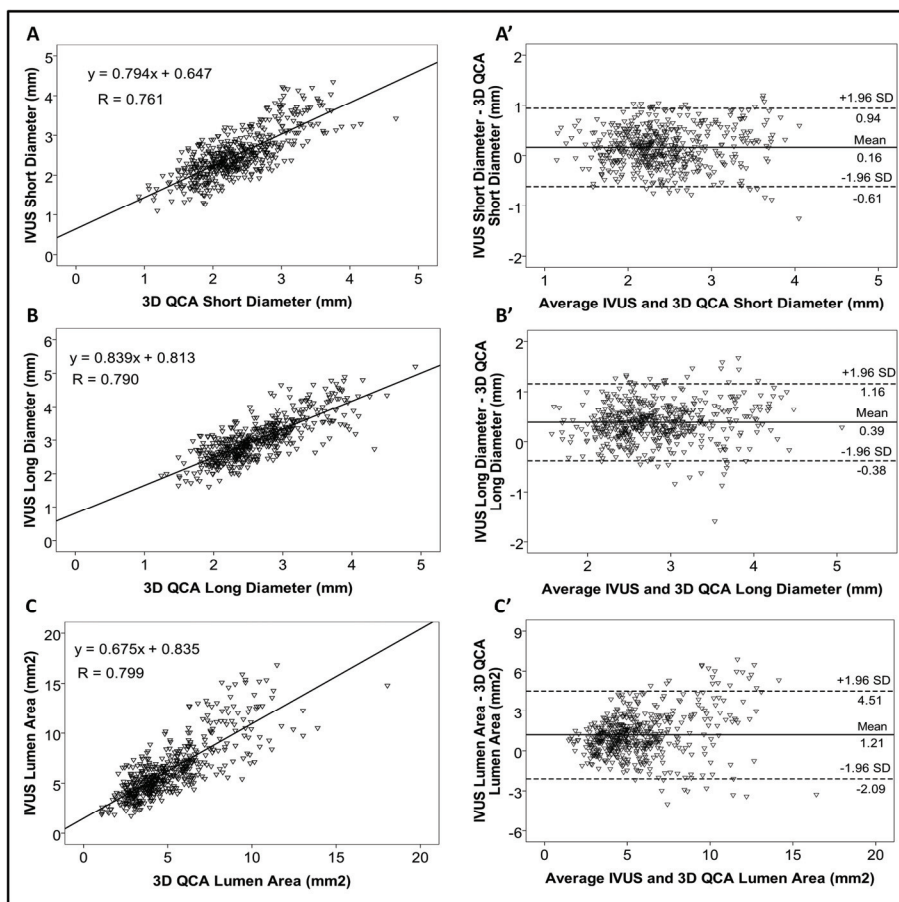 A
y = 0.794x + 0.647
R = 0.761
5
4
3
2
1
0
IVUS Short Diameter (mm)
0 1 2 3 4 5
3D QCA Short Diameter (mm)
A'
2
1
0
-1
-2
IVUS Short Diameter - 3D QCA
Short Diameter (mm)
+1.96 SD
0.94
Mean
0.16
-1.96 SD
-0.61
1 2 3 4 5
Average IVUS and 3D QCA Short Diameter (mm)
B
y = 0.839x + 0.813
R = 0.790
6
5
4
3
2
1
0
IVUS Long Diameter (mm)
0 1 2 3 4 5
3D QCA Long Diameter (mm)
B'
2
1
0
-1
-2
IVUS Long Diameter - 3D QCA
Long Diameter (mm)
+1.96 SD
1.16
Mean
0.39
-1.96 SD
-0.38
2 3 4 5
Average IVUS and 3D QCA Long Diameter (mm)
C
y = 0.675x + 0.835
R = 0.799
20
15
10
5
0
IVUS Lumen Area (mm2)
0 5 10 15 20
3D QCA Lumen Area (mm2)
C'
9
6
3
0
-3
-6
IVUS Lumen Area - 3D QCA
Lumen Area (mm2)
+1.96 SD
4.51
Mean
1.21
-1.96 SD
-2.09
0 5 10 15 20
Average IVUS and 3D QCA Lumen Area (mm2)